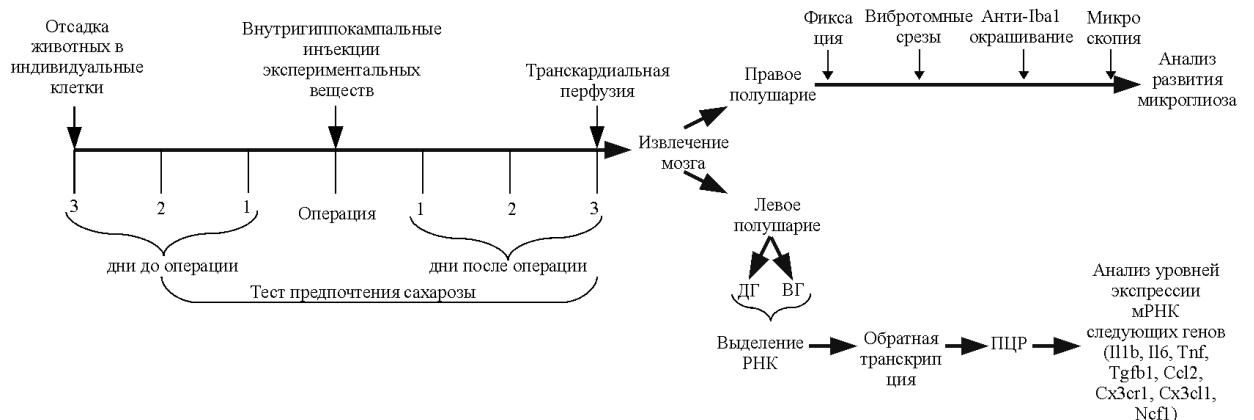 Отсадка
животных в
индивидуальные
клетки
Внутригиппокампальные
инъекции
экспериментальных
веществ
Транскардиальная
перфузия
3
2
1
Операция
1
2
3
дни до операции
дни после операции
Тест предпочтения сахарозы
Извлечение
мозга
Правое
полушарие
Фикса
ция
Вибротомные
срезы
Анти-Iba1
окрашивание
Микро
скопия
Анализ
развития
микроглиоза
Левое
полушарие
ДГ
ВГ
Выделение
РНК
Обратная
транскрип
ция
ПЦР
Анализ уровней
экспрессии
мРНК
следующих генов
(Il1b, Il6, Tnf,
Tgfb1, Ccl2,
Cx3cr1, Cx3cl1,
Ncf1)